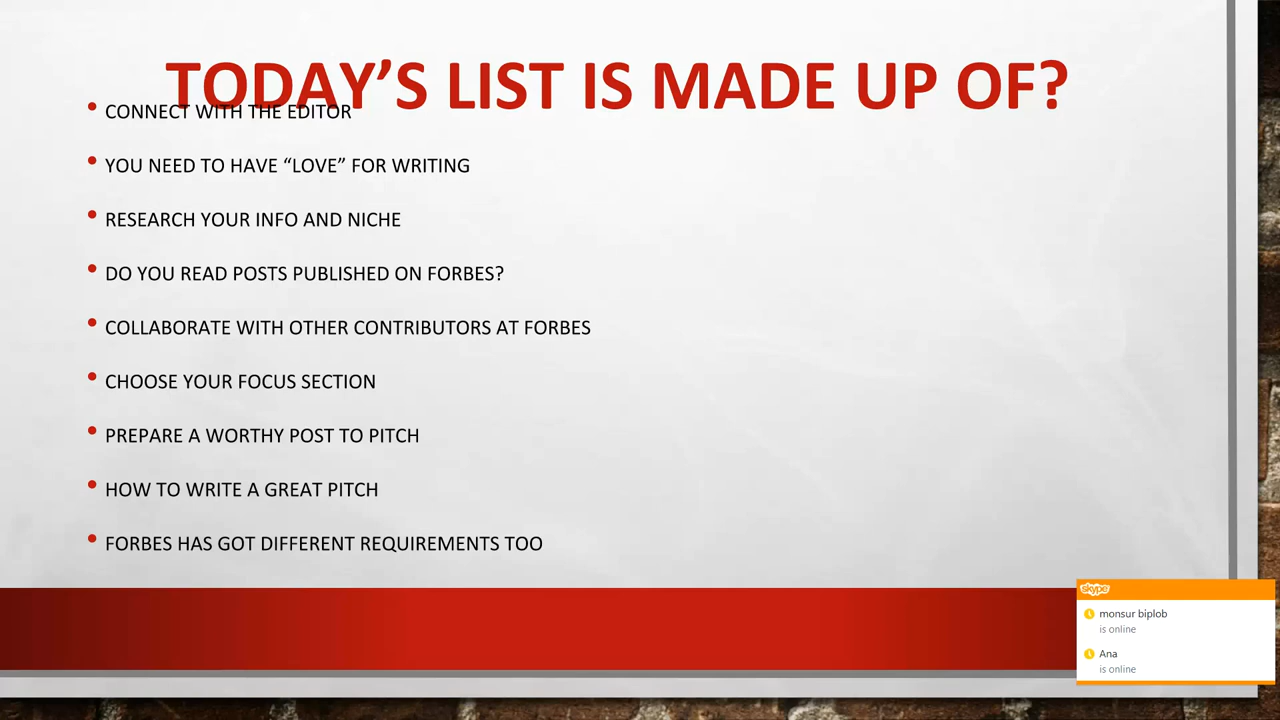 TODAY’S LIST IS MADE UP OF?
• CONNECT WITH THE EDITOR
• YOU NEED TO HAVE “LOVE” FOR WRITING
• RESEARCH YOUR INFO AND NICHE
• DO YOU READ POSTS PUBLISHED ON FORBES?
• COLLABORATE WITH OTHER CONTRIBUTORS AT FORBES
• CHOOSE YOUR FOCUS SECTION
• PREPARE A WORTHY POST TO PITCH
• HOW TO WRITE A GREAT PITCH
• FORBES HAS GOT DIFFERENT REQUIREMENTS TOO
skype
monsur biplob
is online
Ana
is online